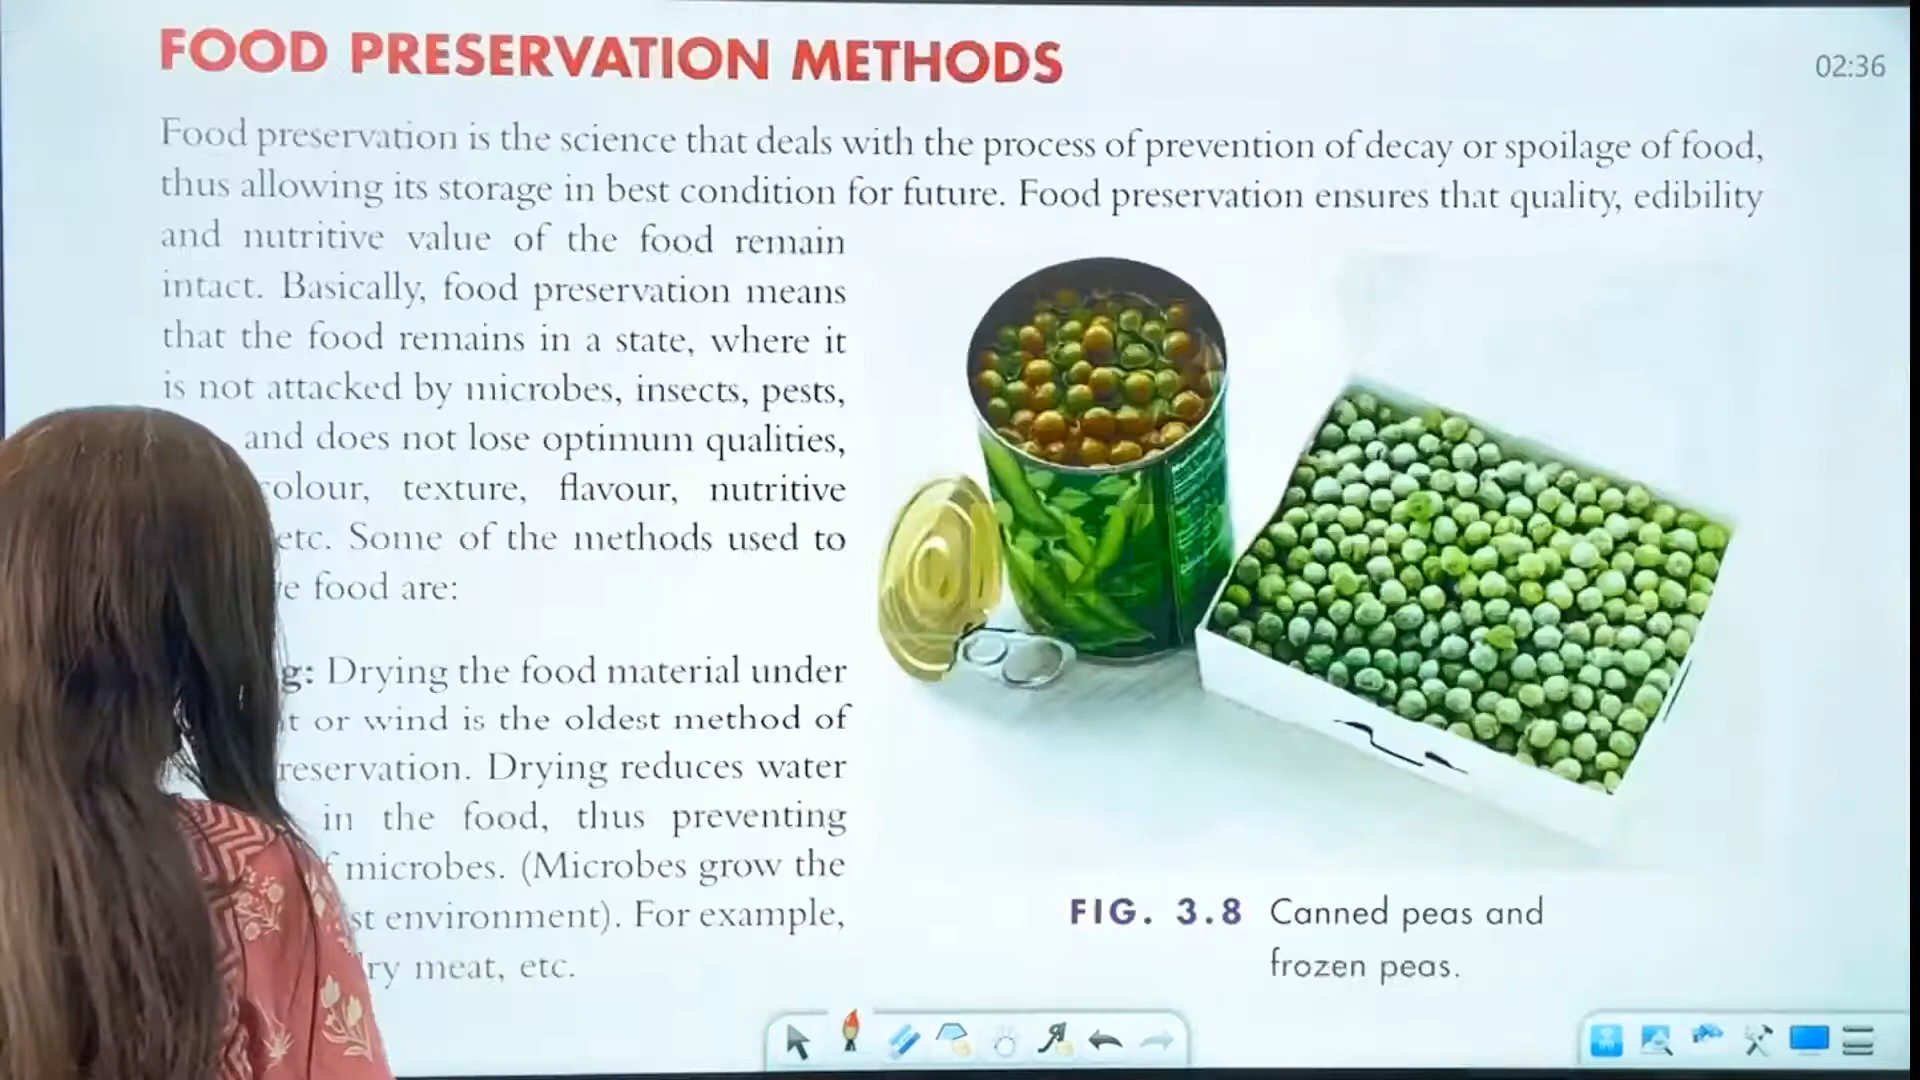 FOOD PRESERVATION METHODS
02:36
Food preservation is the science that deals with the process of prevention of decay or spoilage of food,
thus allowing its storage in best condition for future. Food preservation ensures that quality, edibility
and nutritive value of the food remain
intact. Basically, food preservation means
that the food remains in a state, where it
is not attacked by microbes, insects, pests,
and does not lose optimum qualities,
colour, texture, flavour, nutritive
etc. Some of the methods used to
food are:
Drying the food material under
or wind is the oldest method of
reservation. Drying reduces water
in the food, thus preventing
microbes. (Microbes grow the
environment). For example,
meat, etc.
FIG. 3.8 Canned peas and
frozen peas.